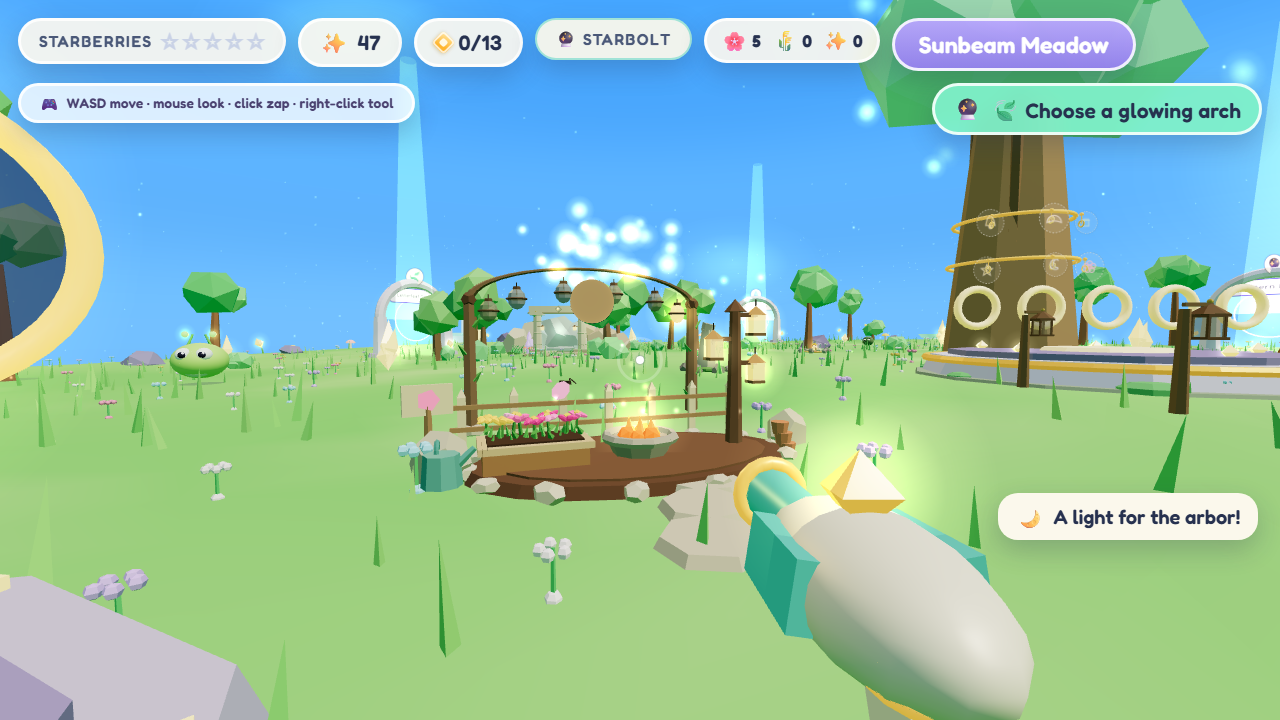 STARBERRIES
47
0/13
STARBOLT
5 0 0
Sunbeam Meadow
WASD move · mouse look · click zap · right-click tool
Choose a glowing arch
A light for the arbor!